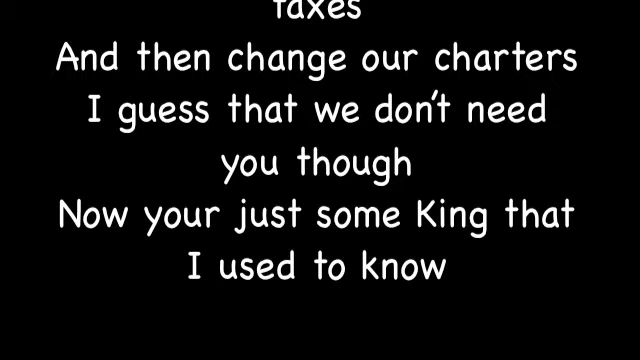 taxes
And then change our charters
I guess that we don't need
you though
Now your just some King that
I used to know